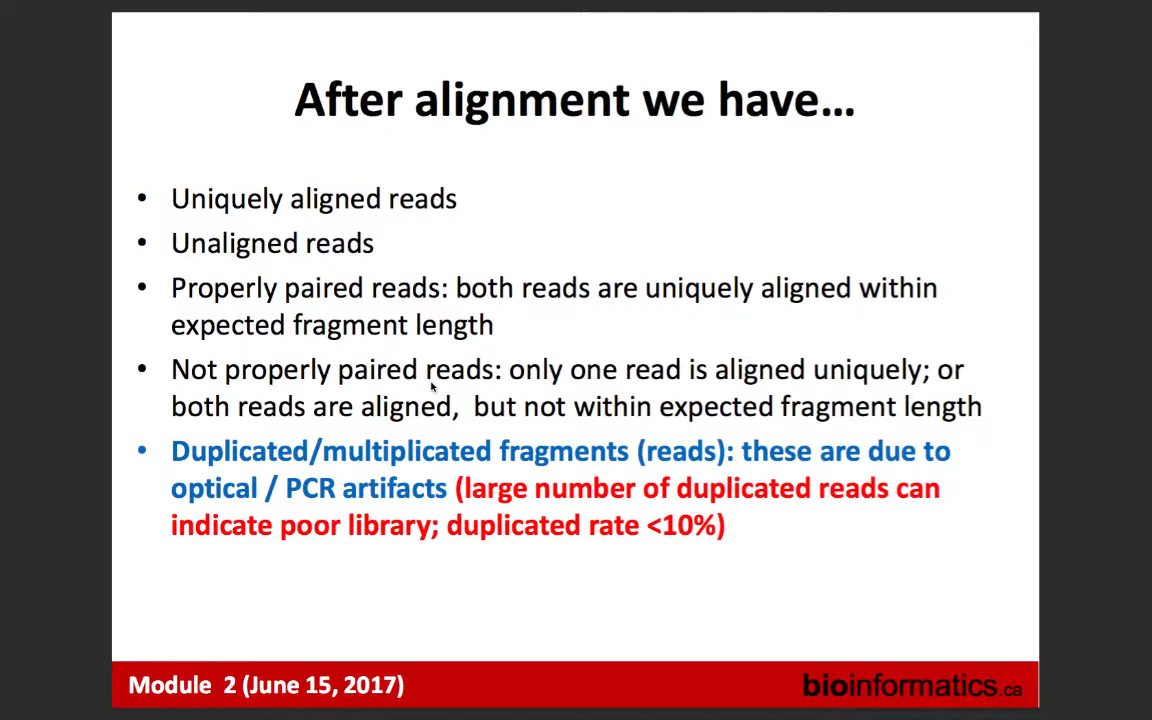 After alignment we have…
• Uniquely aligned reads
• Unaligned reads
• Properly paired reads: both reads are uniquely aligned within
expected fragment length
• Not properly paired reads: only one read is aligned uniquely; or
both reads are aligned,  but not within expected fragment length
• Duplicated/multiplicated fragments (reads): these are due to
optical / PCR artifacts (large number of duplicated reads can
indicate poor library; duplicated rate <10%)
Module  2 (June 15, 2017)
bioinformatics.ca